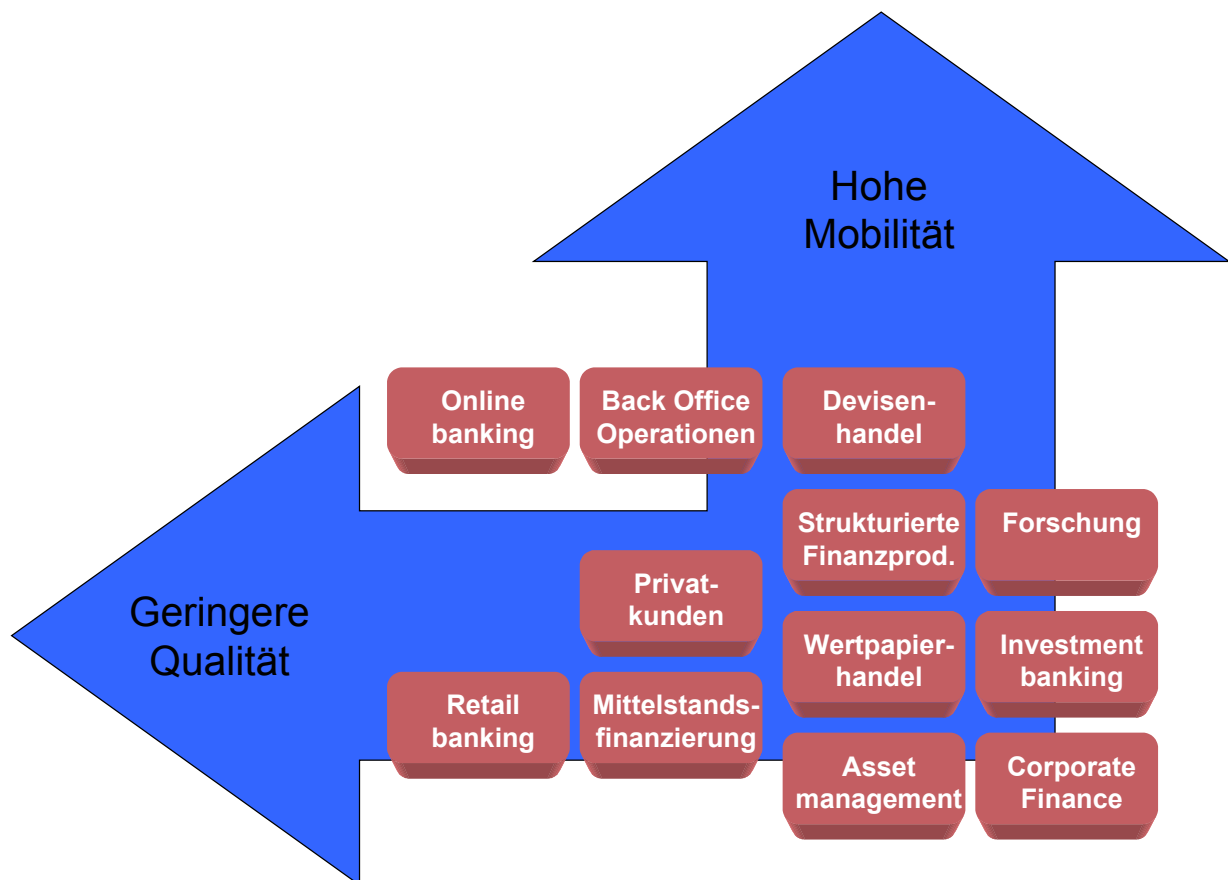 Hohe
Mobilität
Online
banking
Back Office
Operationen
Devisen-
handel
Strukturierte
Finanzprod.
Forschung
Privat-
kunden
Geringere
Qualität
Wertpapier-
handel
Investment
banking
Retail
banking
Mittelstands-
finanzierung
Asset
management
Corporate
Finance